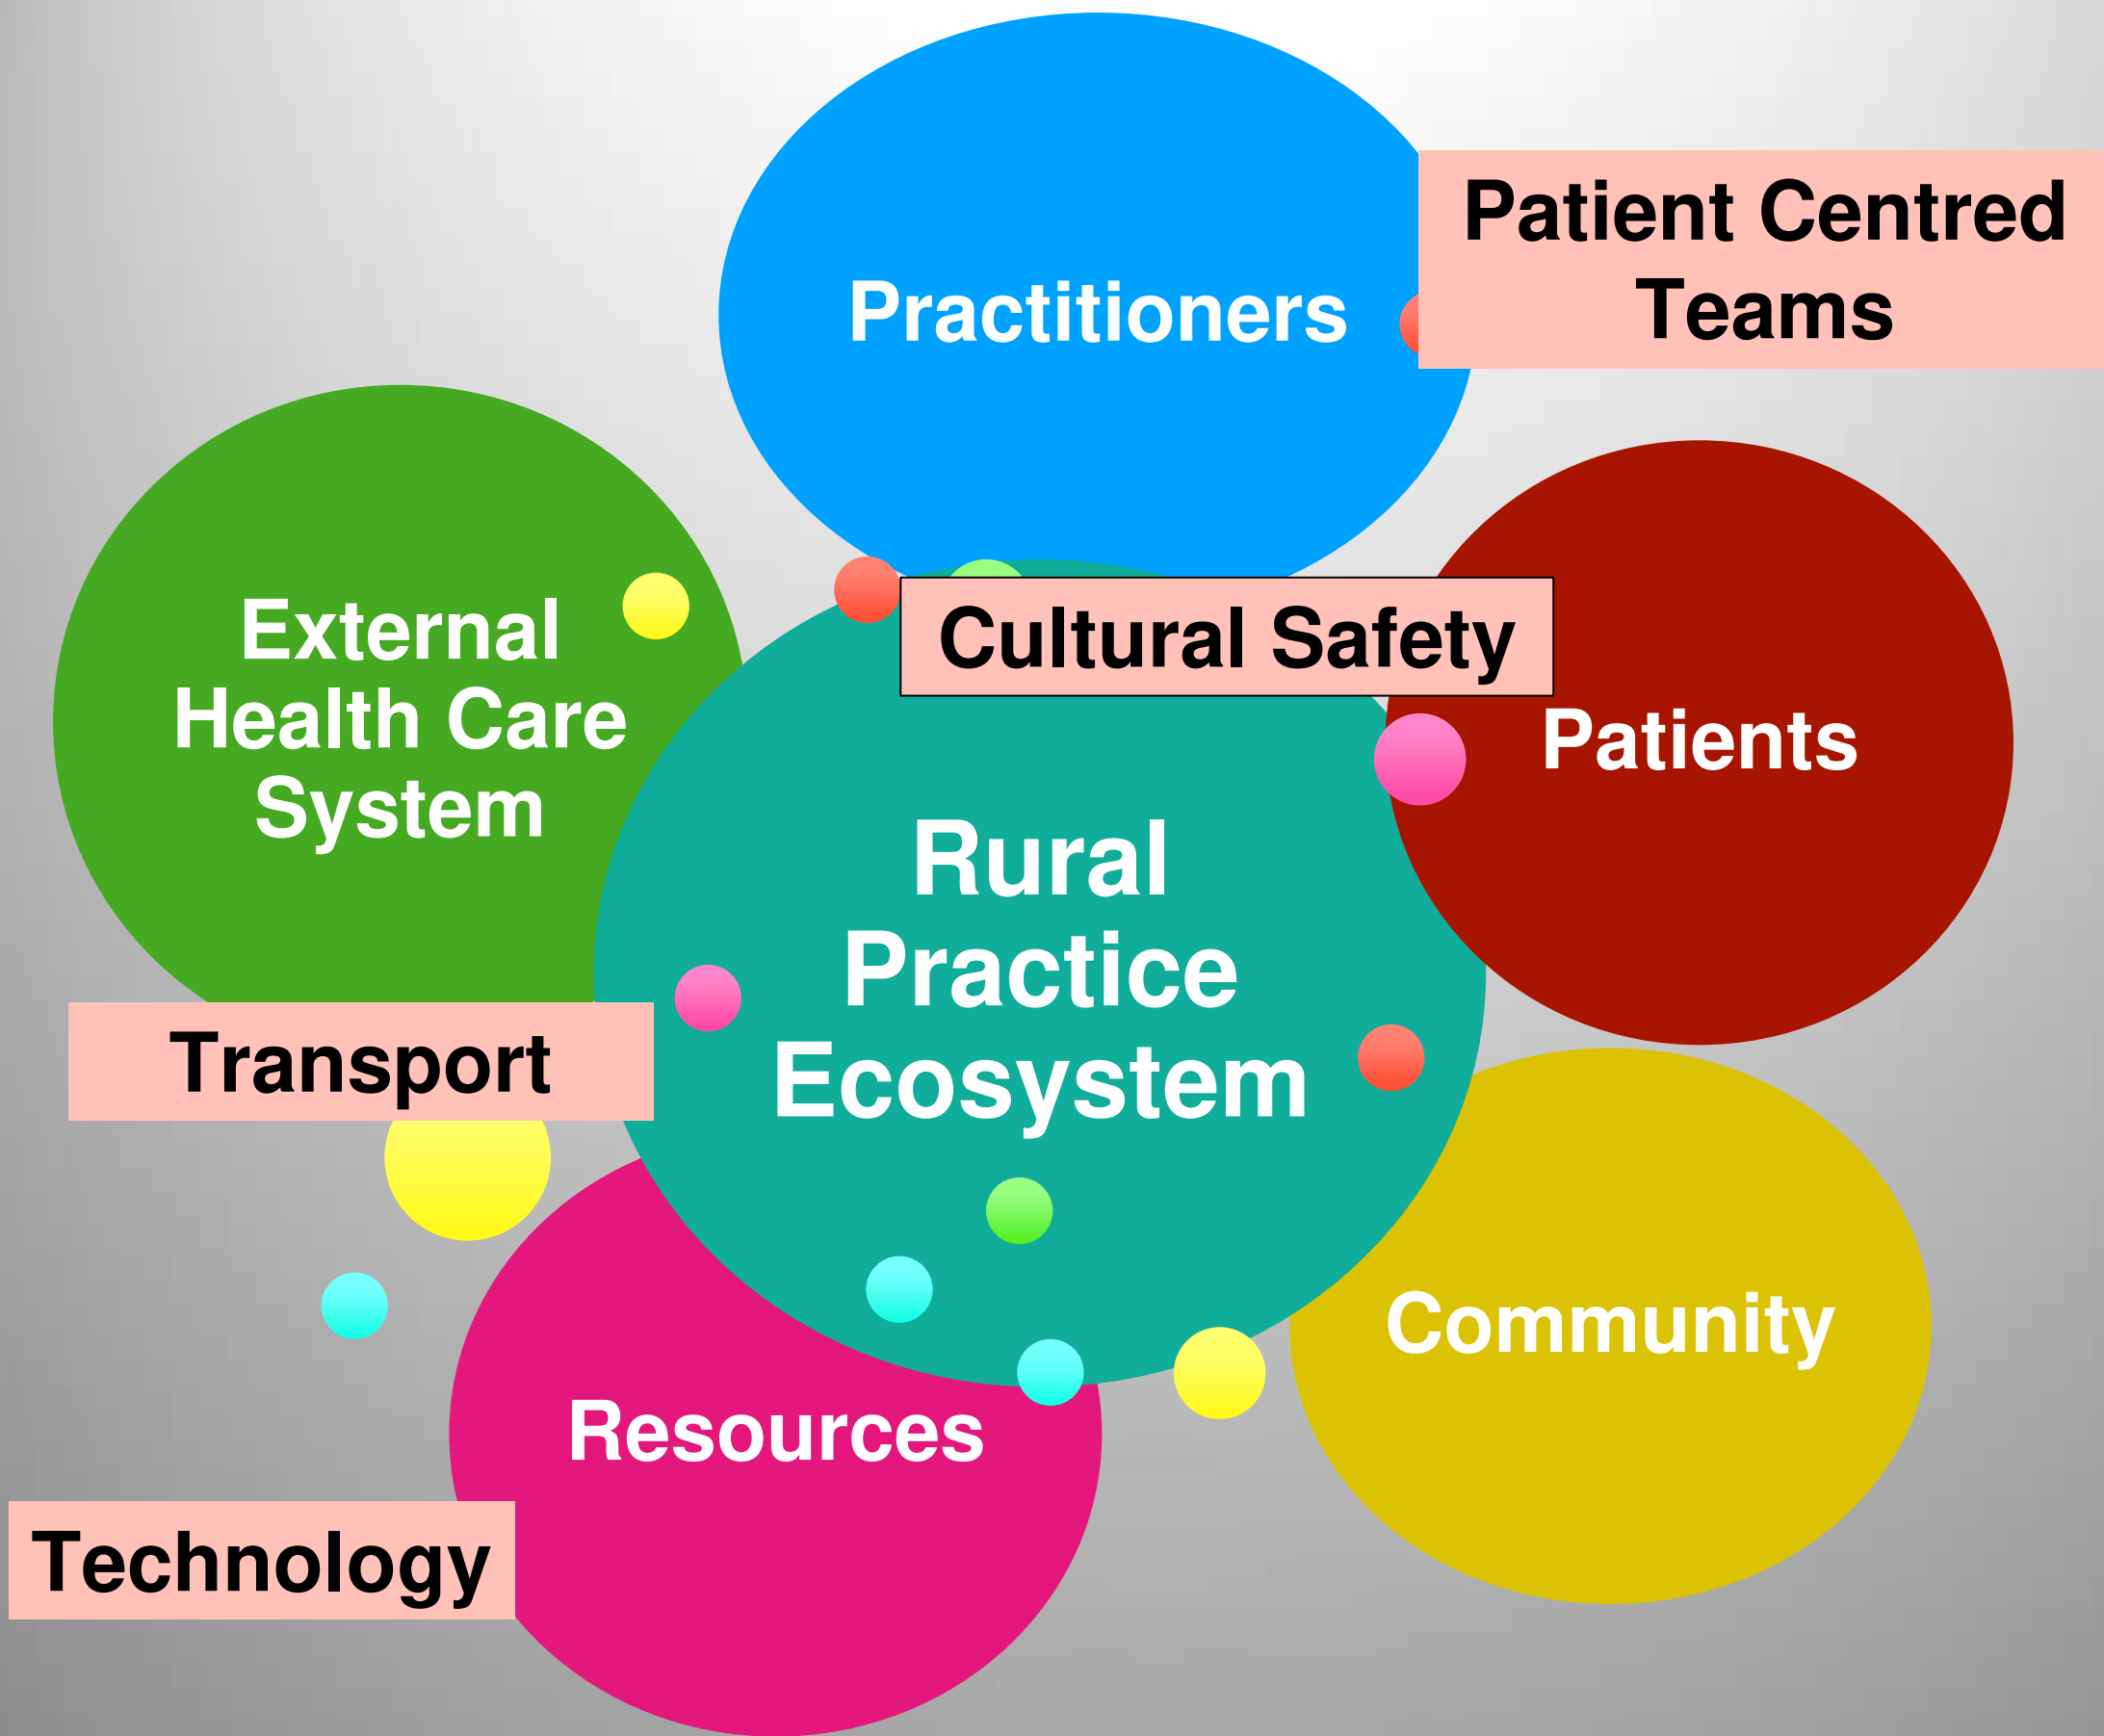 Patient Centred
Teams
Practitioners
External
Health Care
System
Cultural Safety
Patients
Rural
Practice
Ecosystem
Transport
Community
Resources
Technology